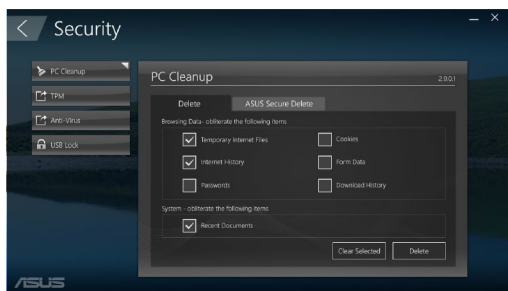 Security
PC Cleanup
TPM
Anti-Virus
USB Lock
PC Cleanup 2.9.0.1
Delete ASUS Secure Delete
Browsing Data- obliterate the following items
Temporary Internet Files Cookies
Internet History Form Data
Passwords Download History
System - obliterate the following items
Recent Documents
Clear Selected Delete
ASUS